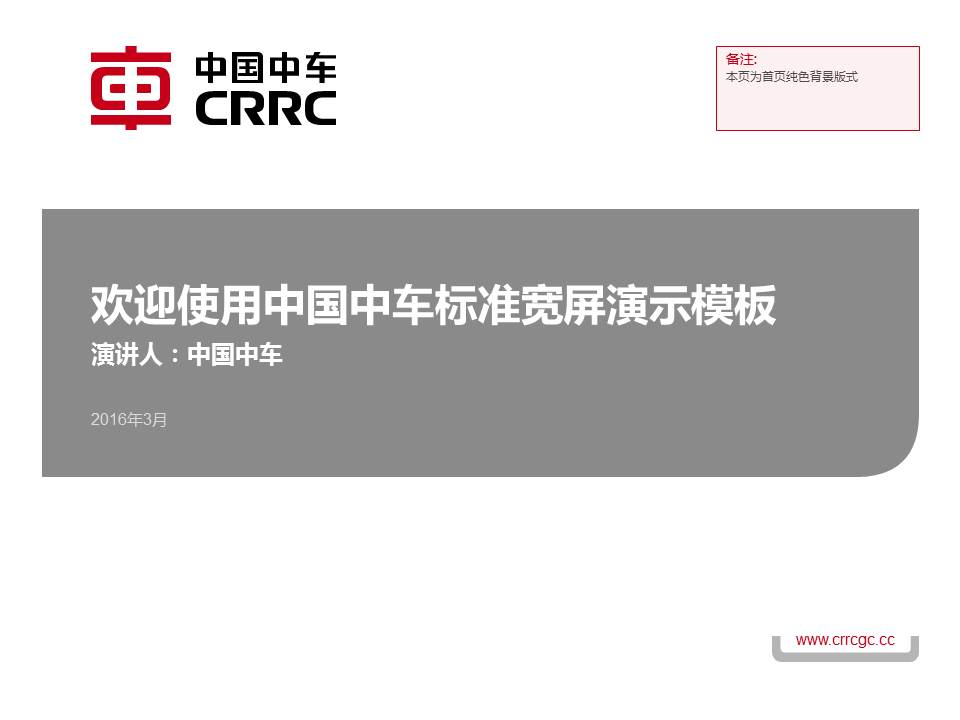 中国中车
CRRC
备注:
本页为首页纯色背景版式
欢迎使用中国中车标准宽屏演示模板
演讲人：中国中车
2016年3月
www.crrcgc.cc